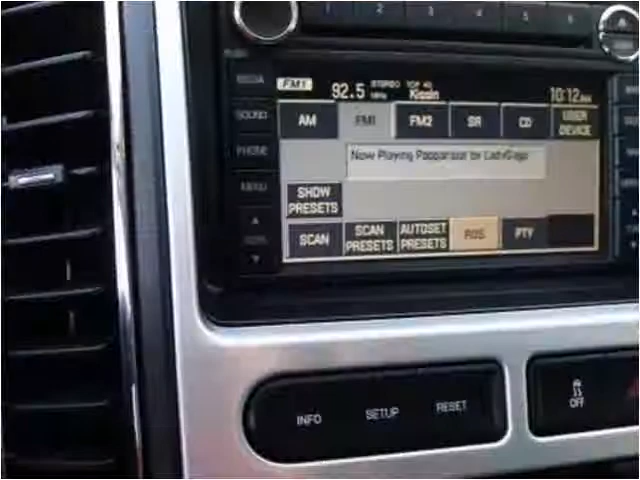 1 2 3 4 5 6
MEDIA
FM1 92.5 MHz STEREO TOP 40 Kissin 10:12 AM
SOUND
AM FM1 FM2 SR CD USER DEVICE
PHONE
Now Playing Papparizzi by LadyGaga
MENU
SHOW PRESETS
SCAN SCAN PRESETS AUTOSET PRESETS RDS PTY
INFO SETUP RESET
OFF